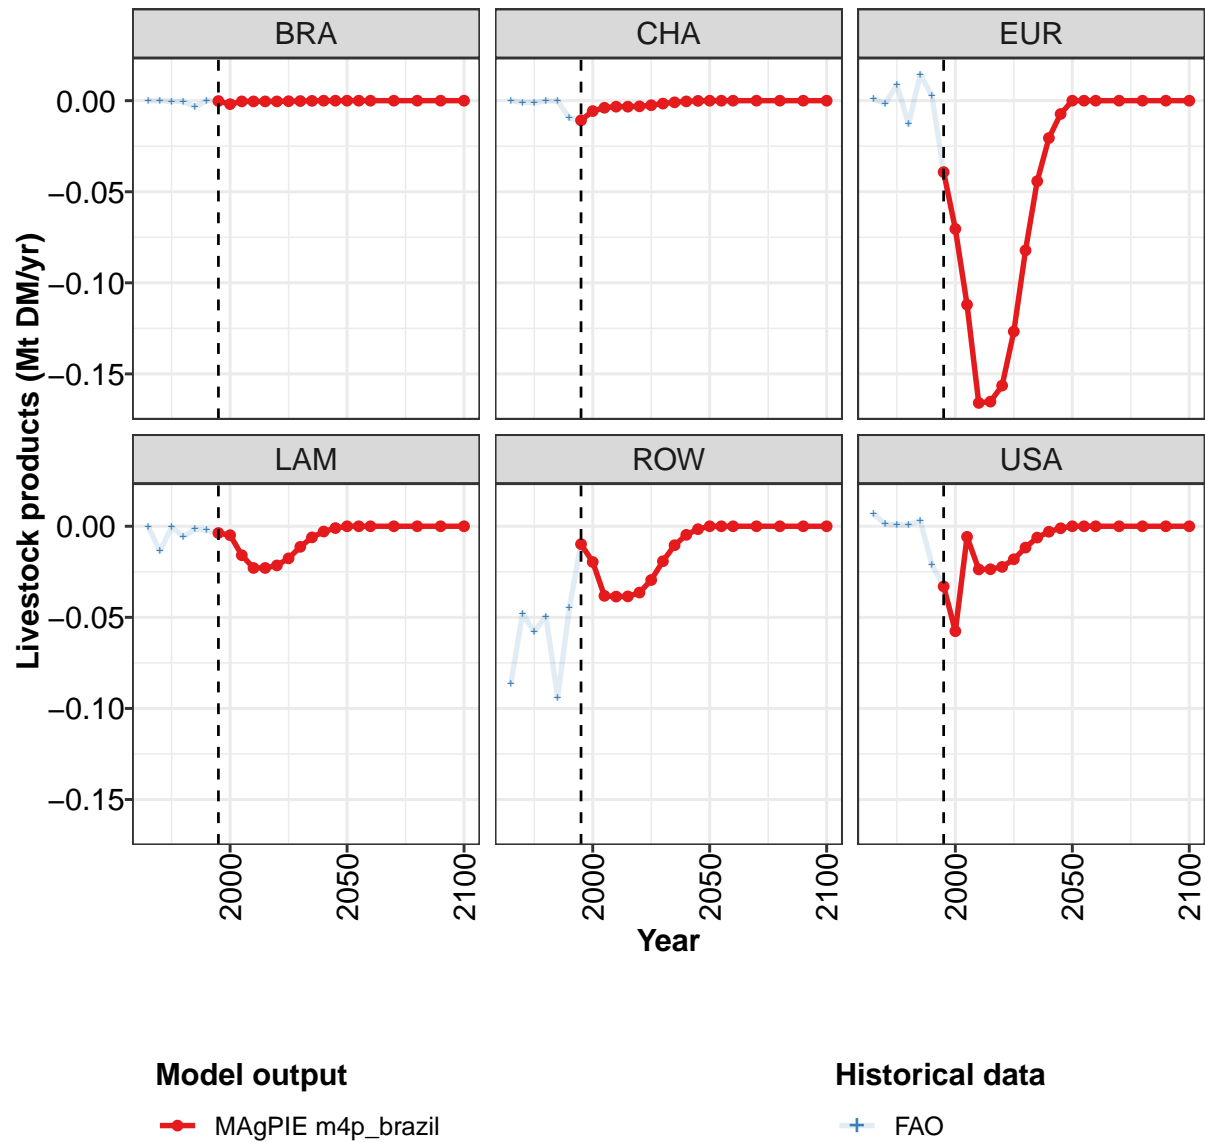 BRA
CHA
EUR
0.00
−0.05
−0.10
−0.15
LAM
ROW
USA
0.00
−0.05
−0.10
−0.15
Livestock products (Mt DM/yr)
2000
2050
2100
2000
2050
2100
2000
2050
2100
Year
Model output
MAgPIE m4p_brazil
Historical data
FAO